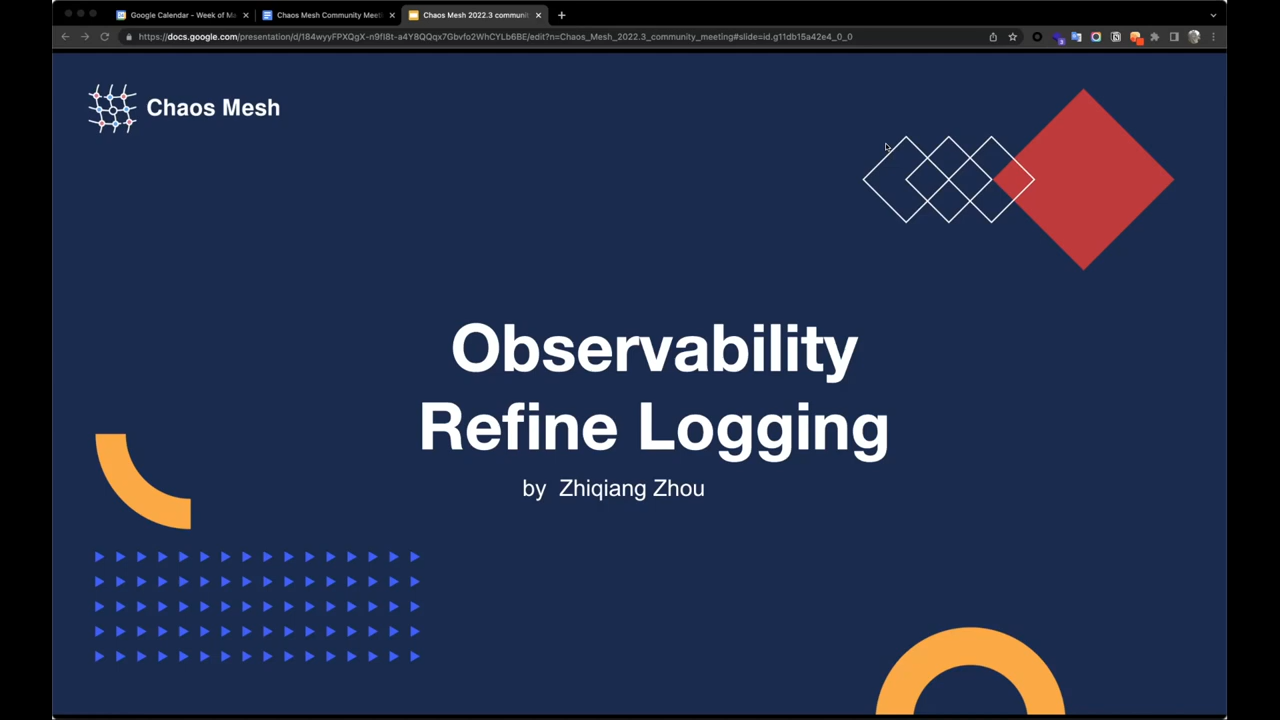 Google Calendar - Week of Ma
Chaos Mesh Community Meeti
Chaos Mesh 2022.3 communi
https://docs.google.com/presentation/d/184wyyFPXQgX-n9fI8t-a4Y8QQqx7Gbvfo2WhCYLb6BE/edit?n=Chaos_Mesh_2022.3_community_meeting#slide=id.g11db15a42e4_0_0
Chaos Mesh
Observability
Refine Logging
by Zhiqiang Zhou